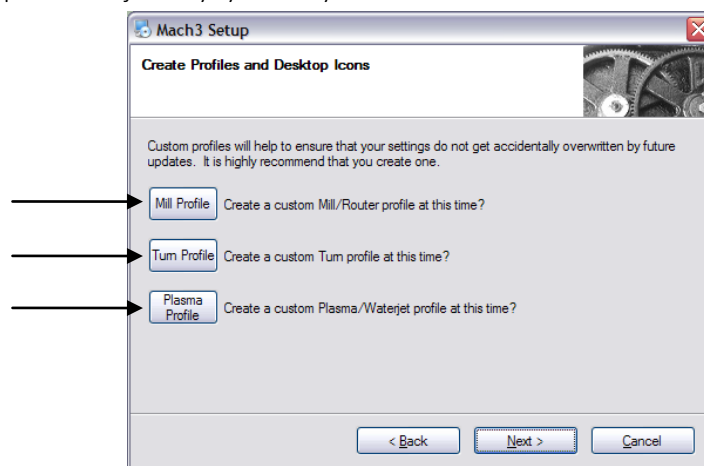 Mach3 Setup
Create Profiles and Desktop Icons
Custom profiles will help to ensure that your settings do not get accidentally overwritten by future
updates. It is highly recommend that you create one.
Mill Profile Create a custom Mill/Router profile at this time?
Turn Profile Create a custom Turn profile at this time?
Plasma
Profile Create a custom Plasma/Waterjet profile at this time?
< Back Next > Cancel